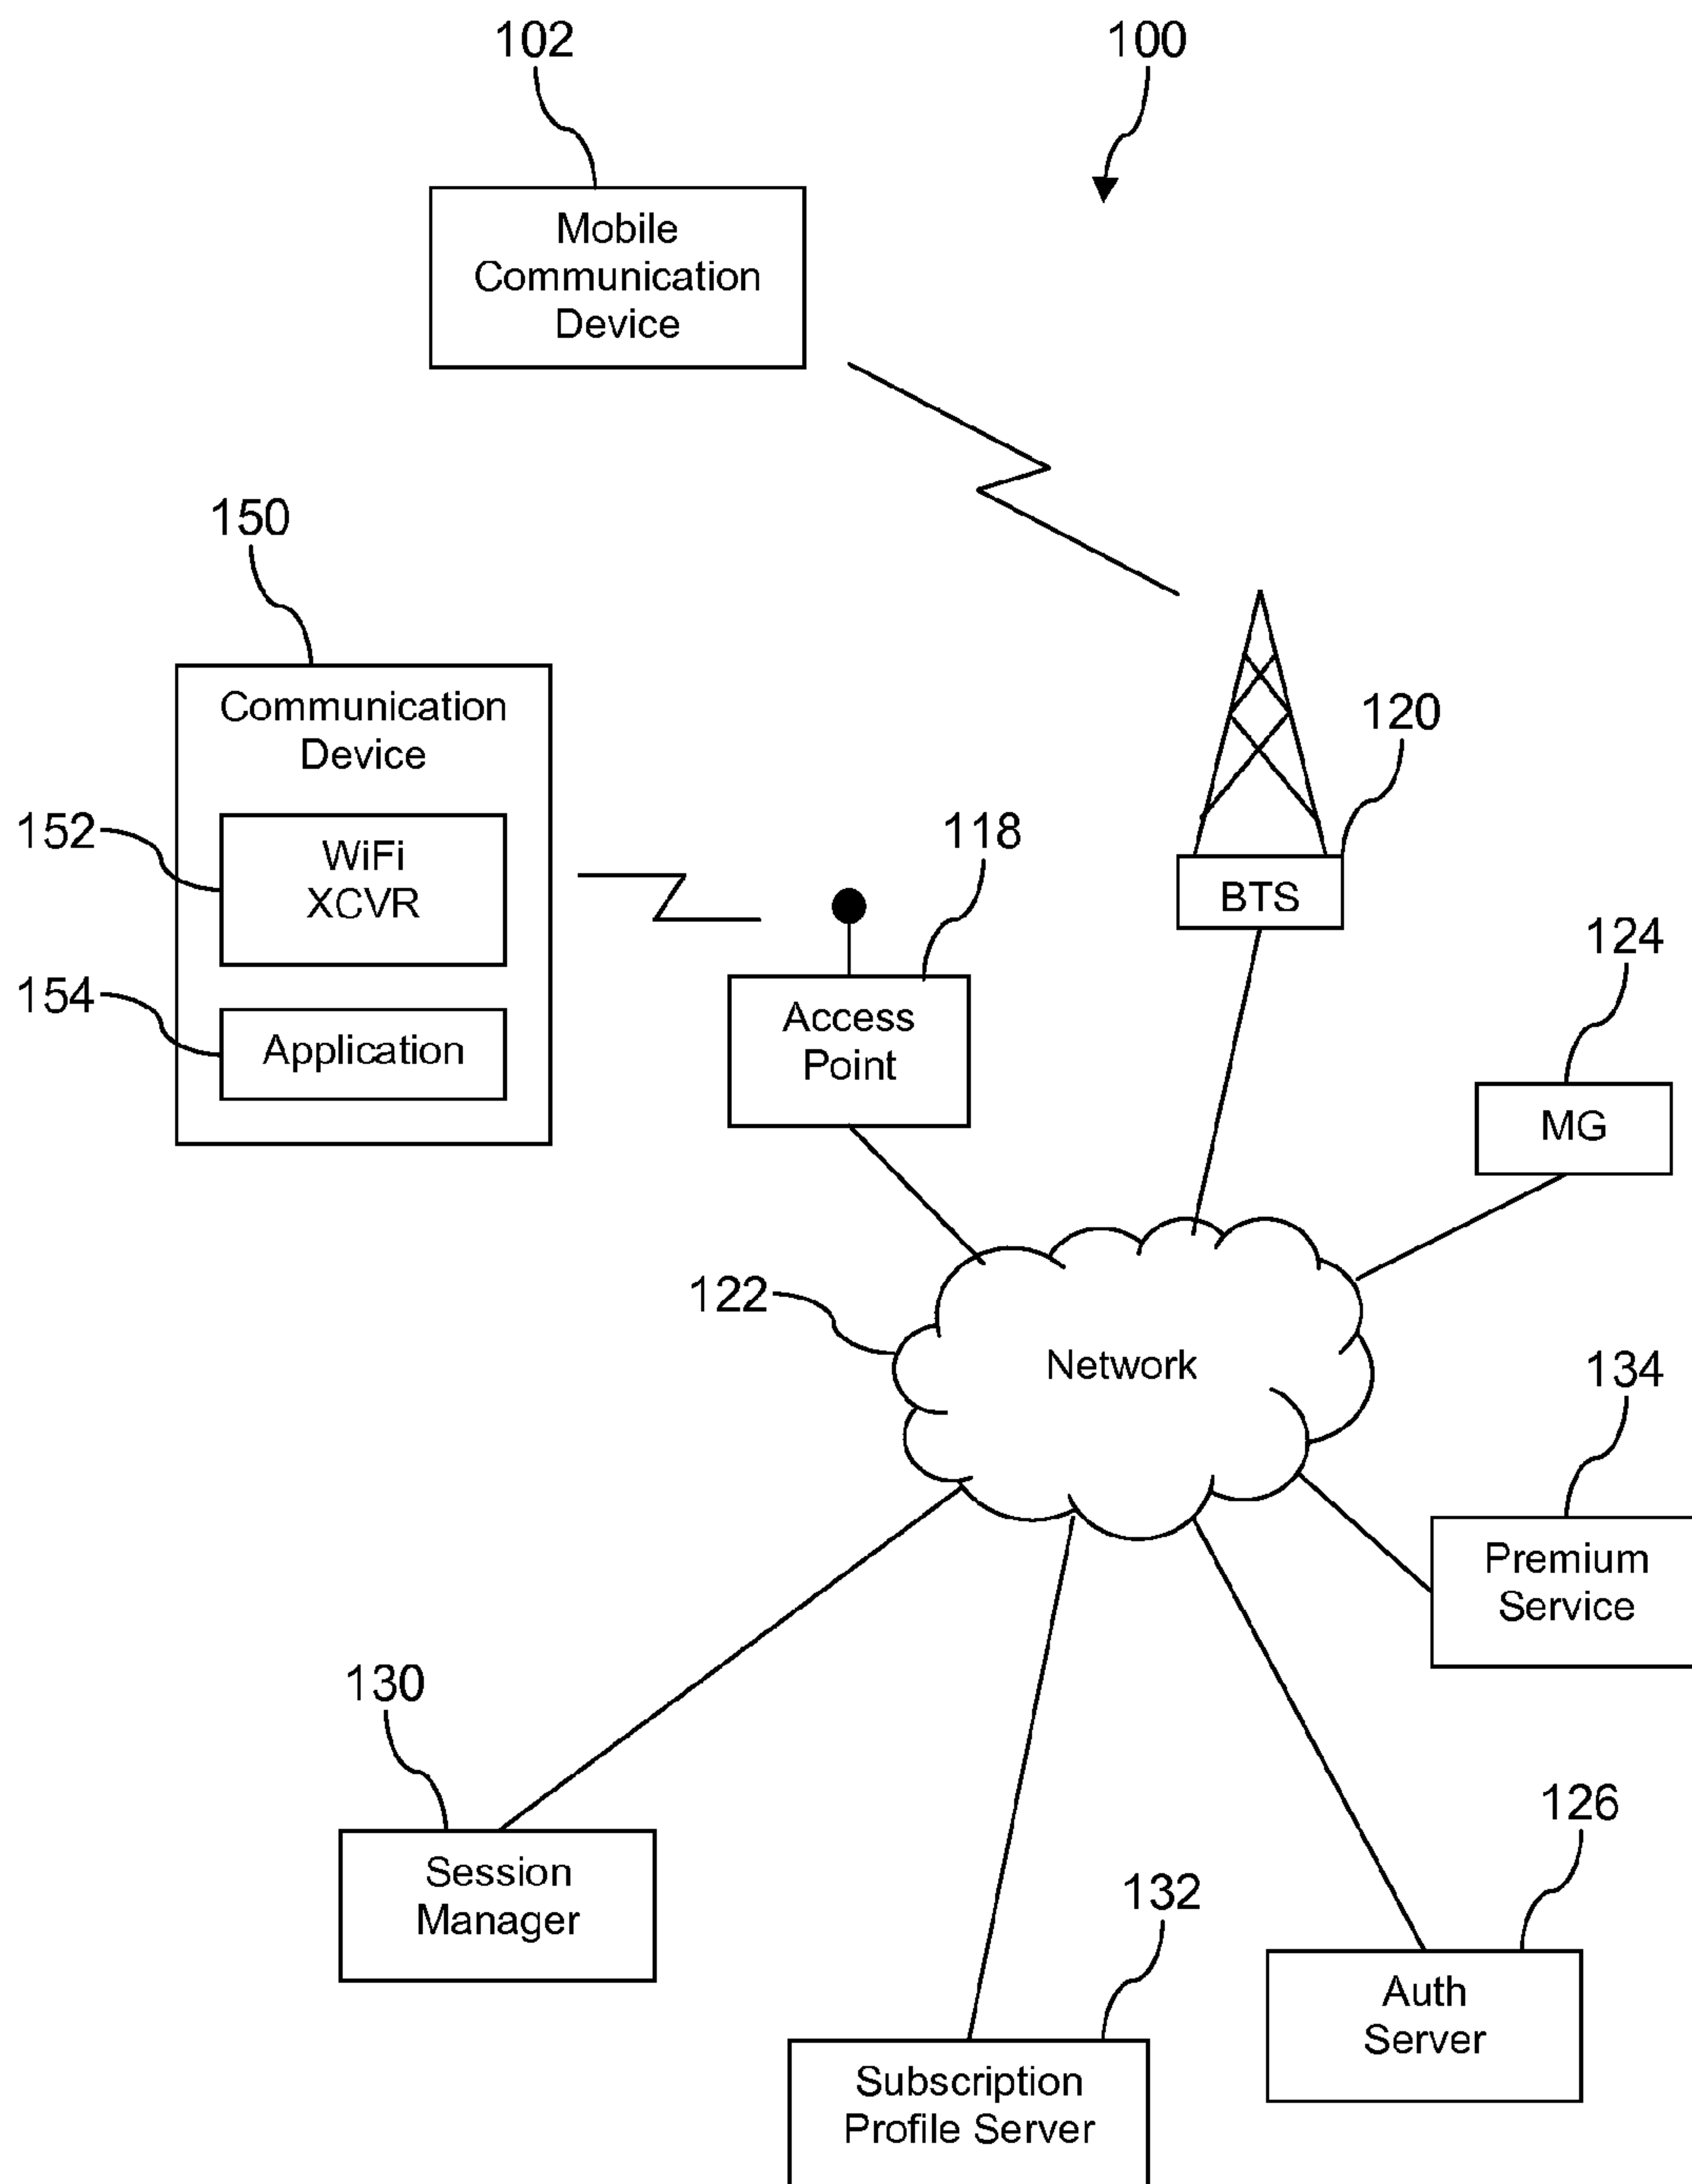 102
100
Mobile
Communication
Device
150
Communication
Device
120
152
WiFi
XCVR
118
BTS
124
154
Application
Access
Point
MG
122
Network
134
Premium
Service
130
126
Session
Manager
132
Auth
Server
Subscription
Profile Server